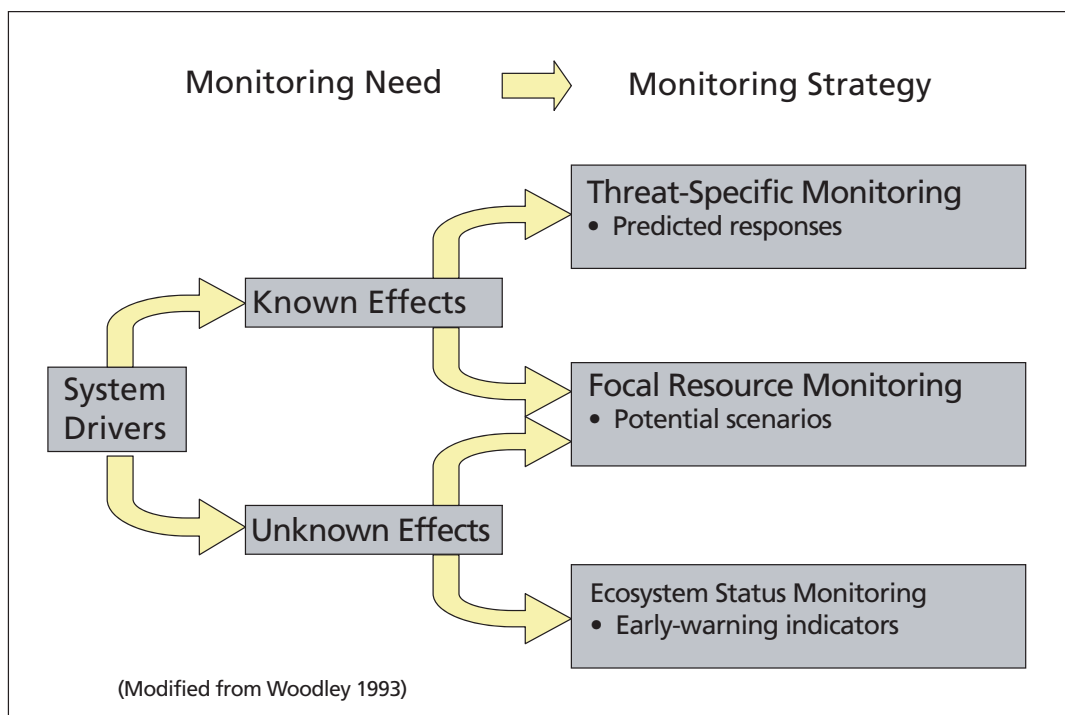 Monitoring Need
Monitoring Strategy
Threat-Specific Monitoring
• Predicted responses
Known Effects
System
Drivers
Focal Resource Monitoring
• Potential scenarios
Unknown Effects
Ecosystem Status Monitoring
• Early-warning indicators
(Modified from Woodley 1993)